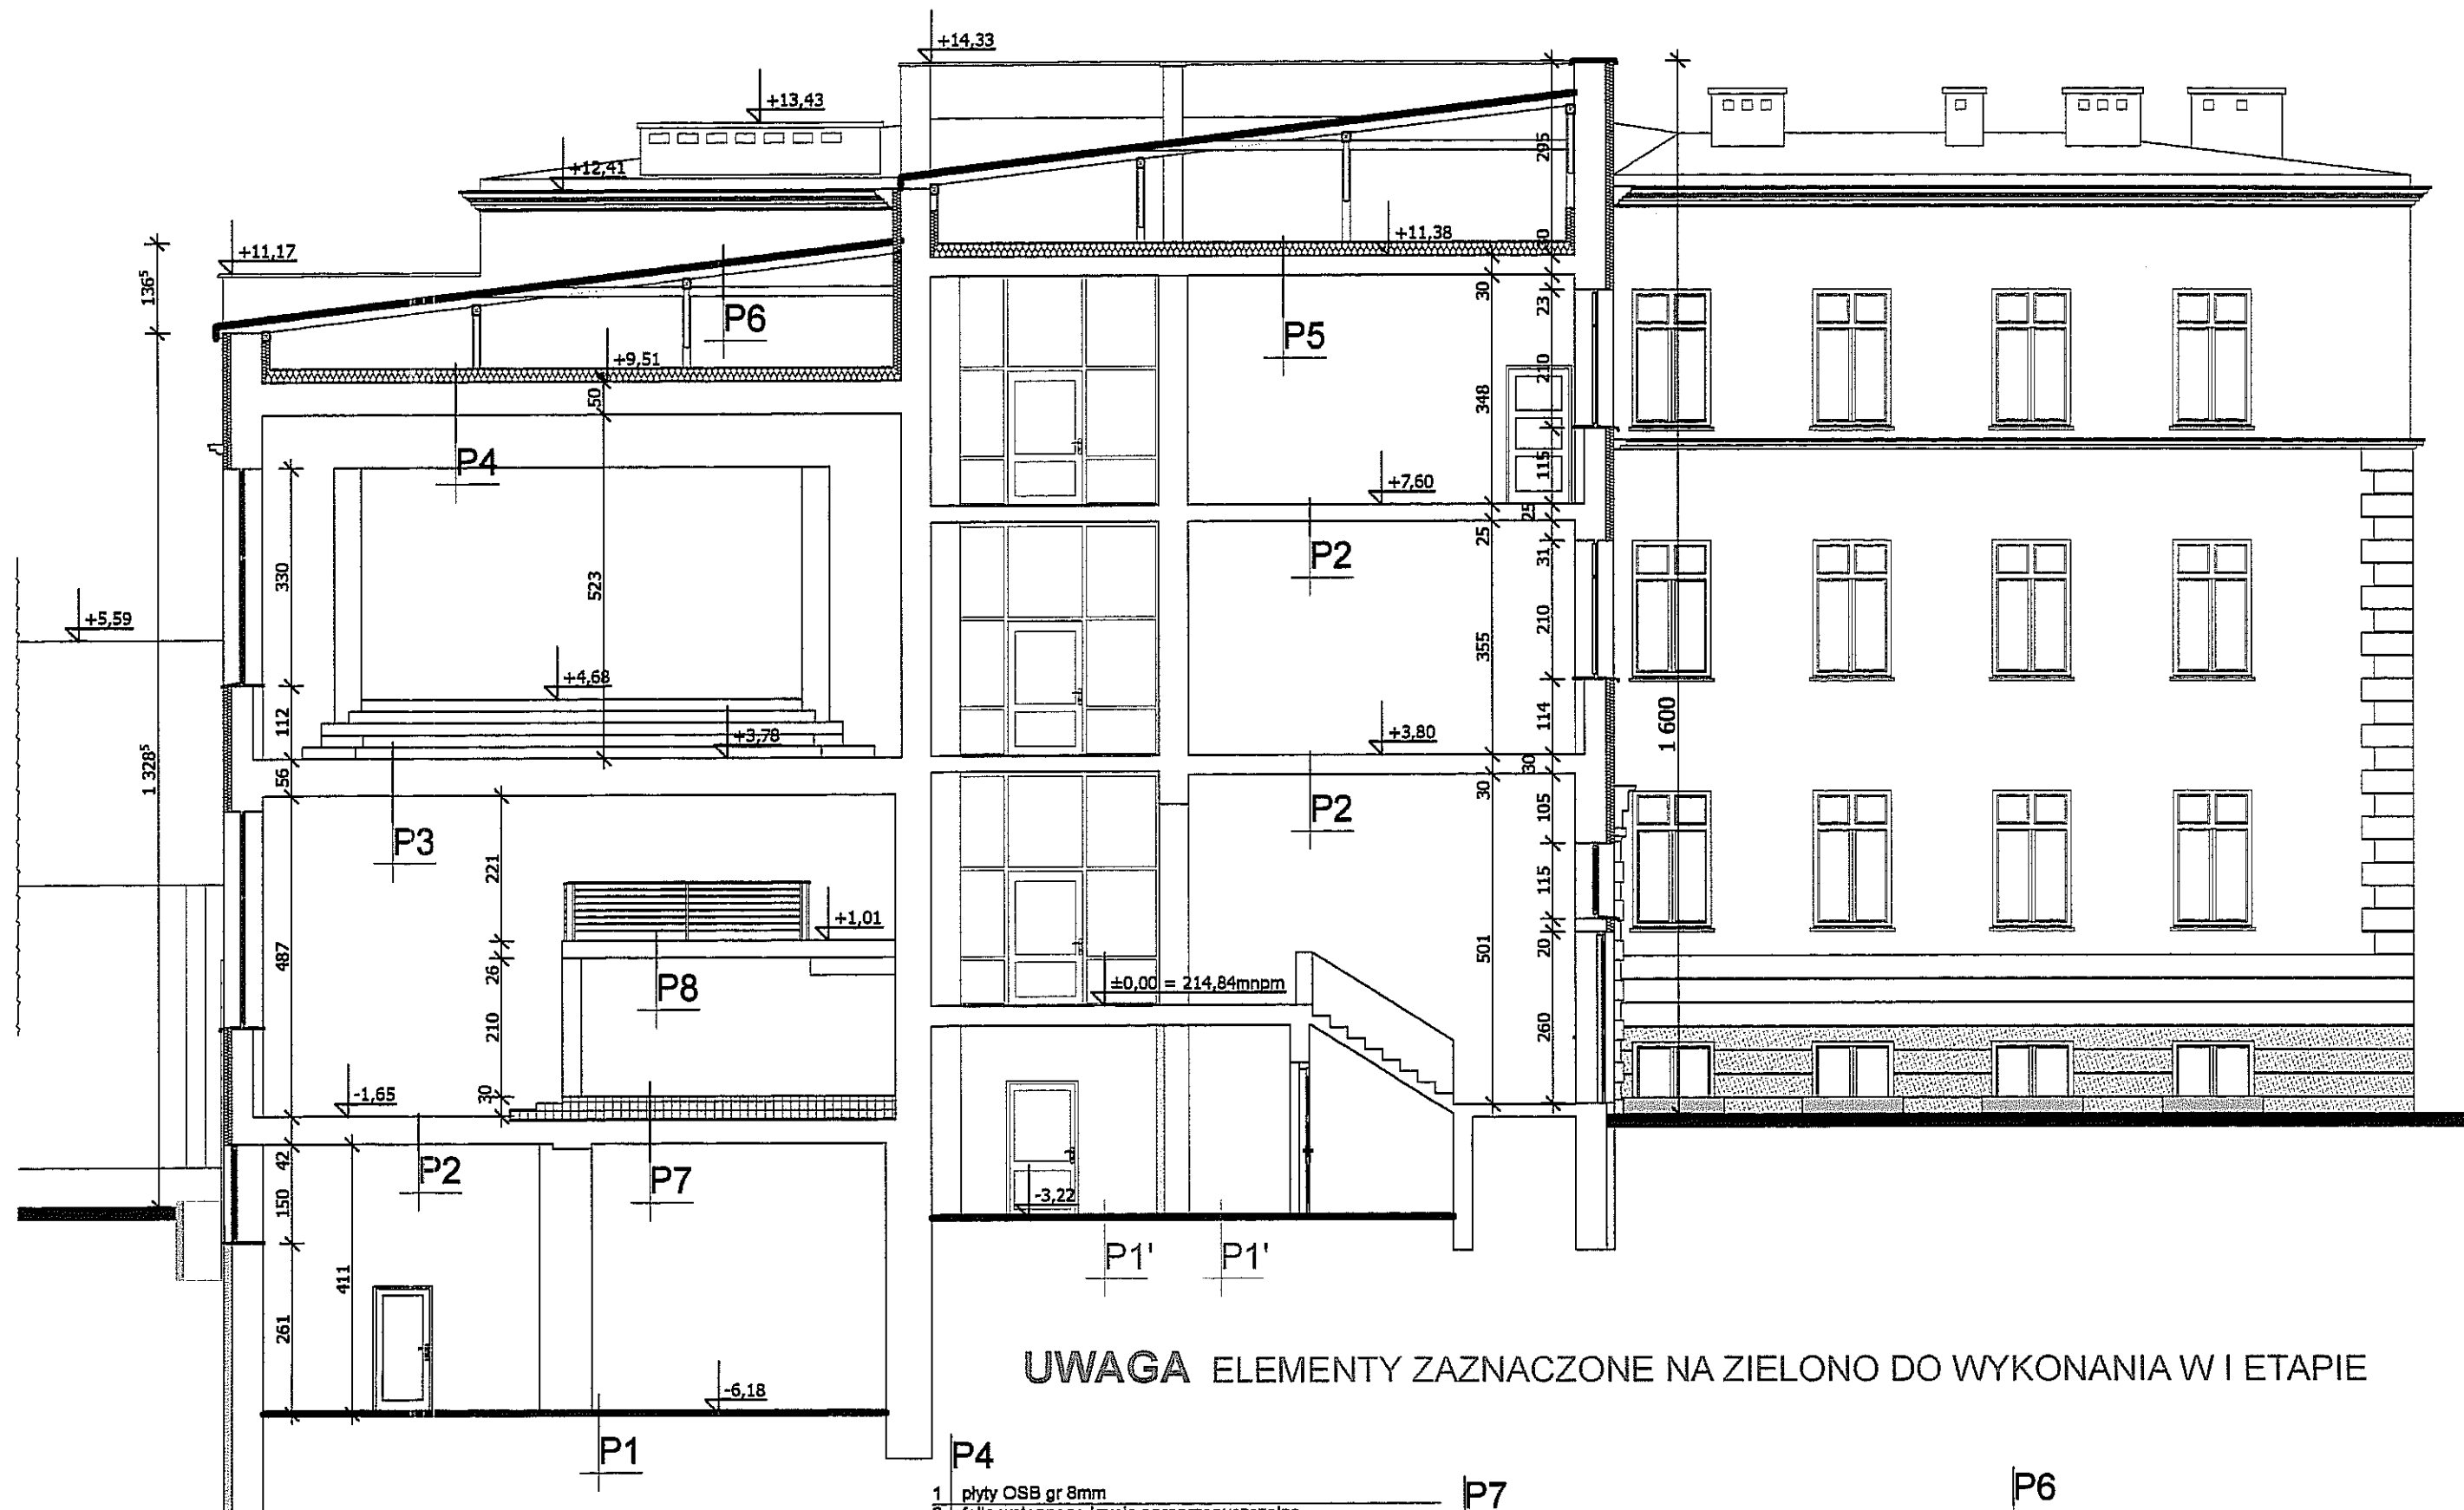 +14,33
+13,43
+12,41
+11,17
136⁵
295
+11,38
30
P6
P5
30
23
+9,51
50
348
210
P4
115
+7,60
25
25
P2
31
330
523
+5,59
355
210
+4,68
1 600
112
114
+3,78
+3,80
1 328⁵
56
30
30
P2
105
P3
221
115
+1,01
487
26
501
20
P8
±0,00 = 214,84mnpm
210
260
30
-1,65
42
P2
P7
150
-3,22
P1'
P1'
411
261
UWAGA ELEMENTY ZAZNACZONE NA ZIELONO DO WYKONANIA W I ETAPIE
-6,18
P1
P4
P7
P6
1 płyty OSB gr 8mm